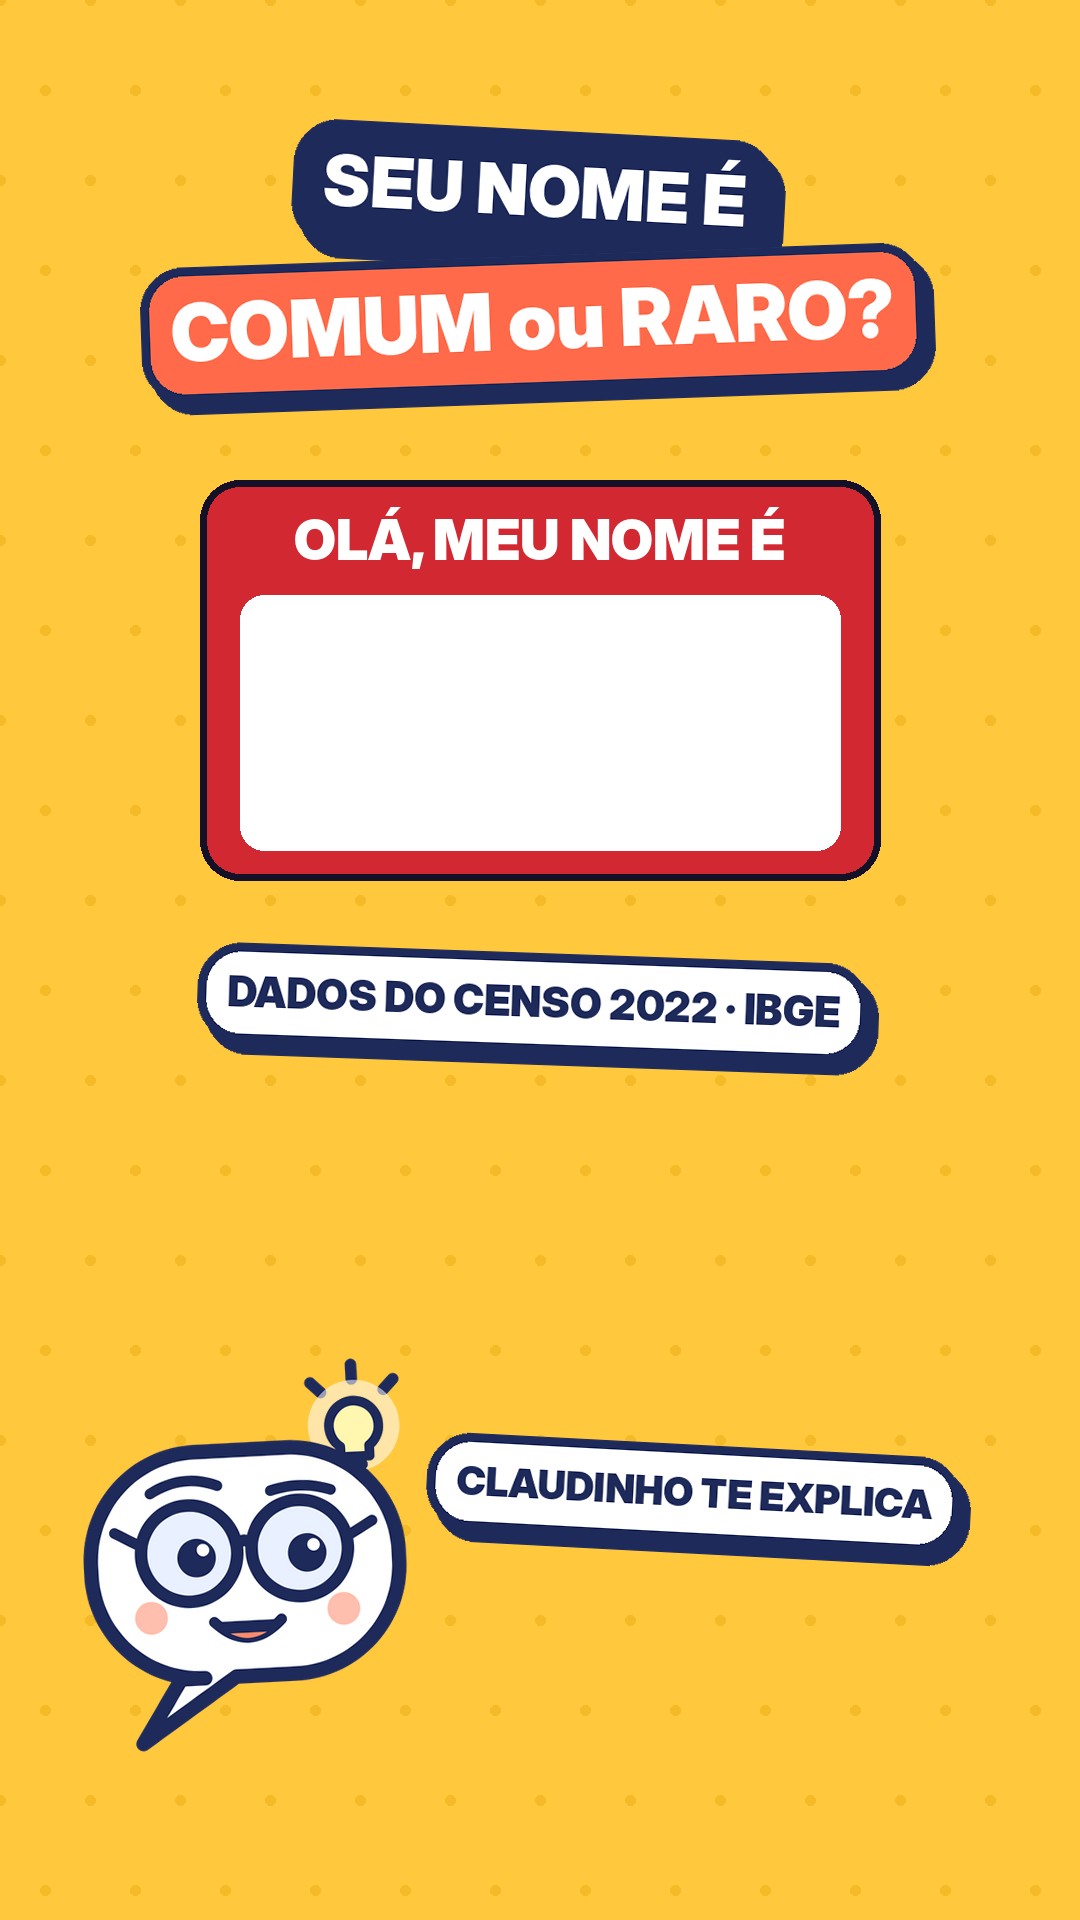 SEU NOME É
COMUM ou RARO?
OLÁ, MEU NOME É
DADOS DO CENSO 2022 · IBGE
CLAUDINHO TE EXPLICA